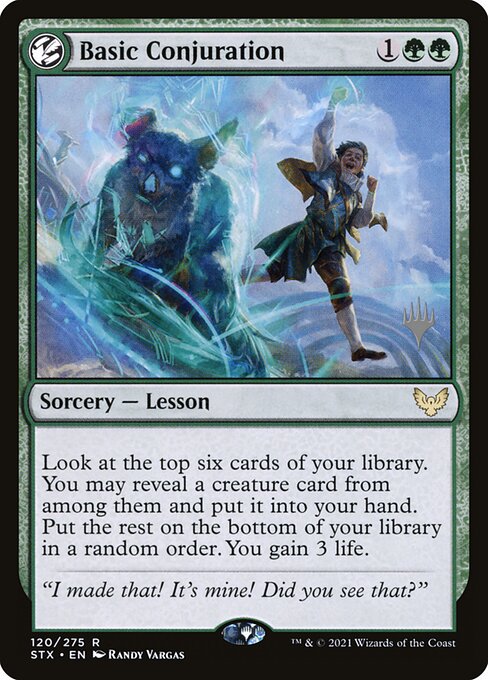 Basic Conjuration 1
Sorcery — Lesson
Look at the top six cards of your library.
You may reveal a creature card from
among them and put it into your hand.
Put the rest on the bottom of your library
in a random order. You gain 3 life.
"I made that! It's mine! Did you see that?"
120/275 R
STX • EN Randy Vargas
™ & © 2021 Wizards of the Coast